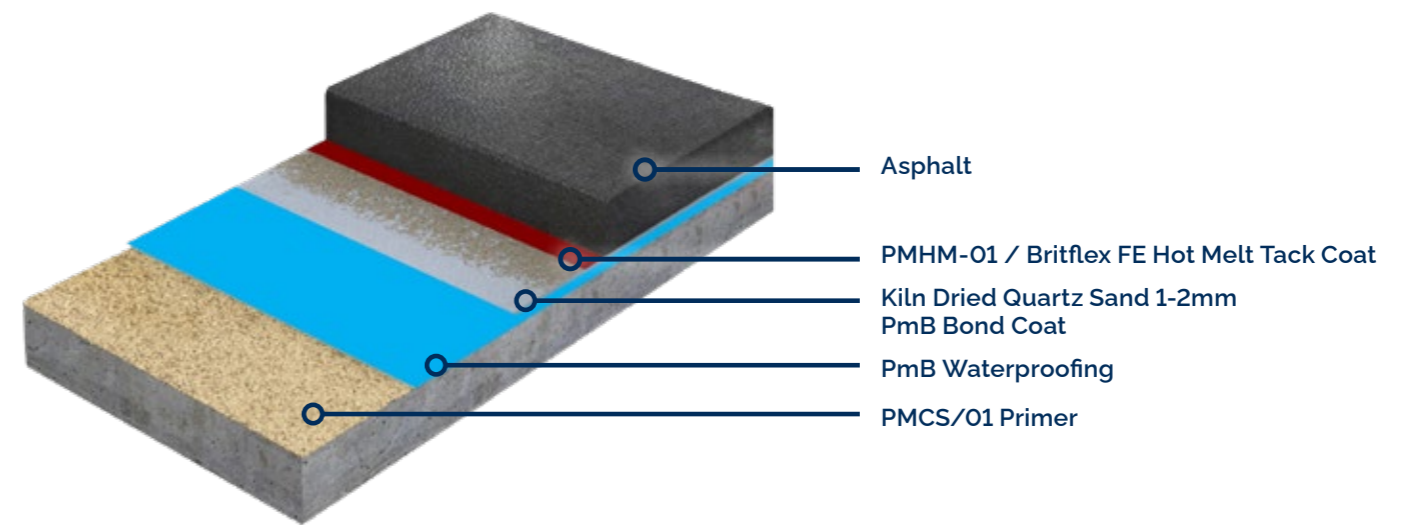 Asphalt
PMHM-01 / Britflex FE Hot Melt Tack Coat
Kiln Dried Quartz Sand 1-2mm
PmB Bond Coat
PmB Waterproofing
PMCS/01 Primer